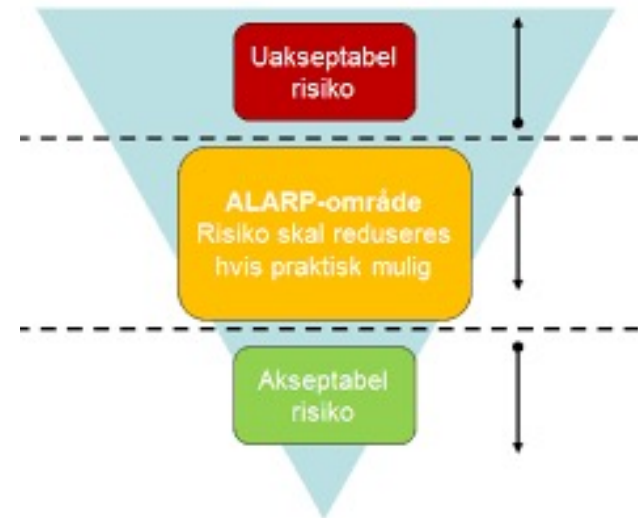 Uakseptabel
risiko
ALARP-område
Risiko skal reduseres
hvis praktisk mulig
Akseptabel
risiko